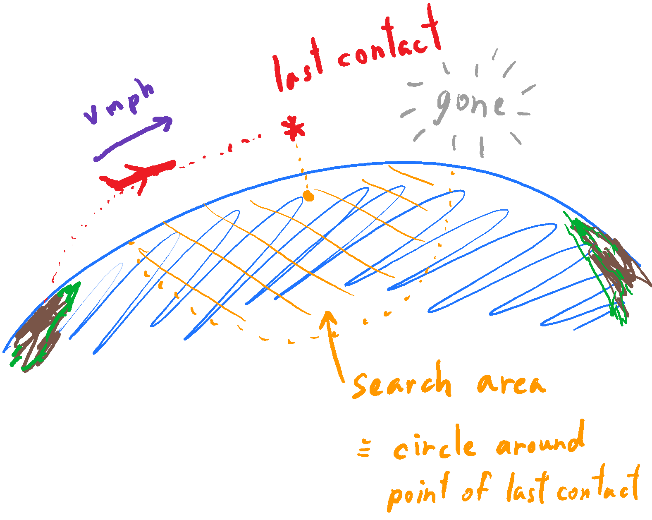 last contact
v mph
gone
search area
≡ circle around
point of last contact